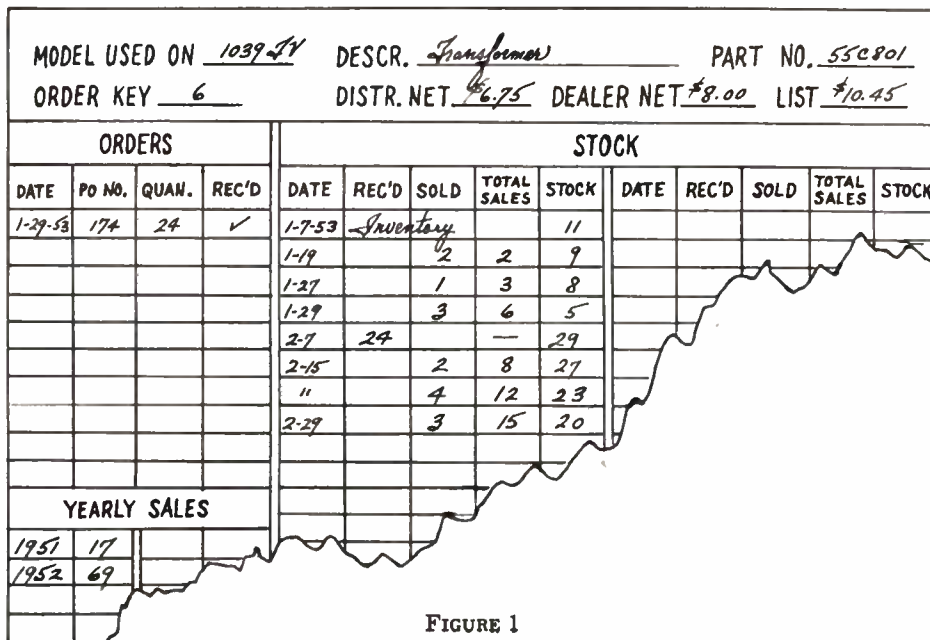 MODEL USED ON 1039 TV DESCR. Transformer PART NO. 55C801
ORDER KEY 6 DISTR. NET $6.75 DEALER NET $8.00 LIST $10.45
ORDERS STOCK
DATE PO NO. QUAN. REC'D DATE REC'D SOLD TOTAL SALES STOCK DATE REC'D SOLD TOTAL SALES STOCK
1-29-53 174 24 ✓ 1-7-53 Inventory 11
1-19 2 2 9
1-27 1 3 8
1-29 3 6 5
2-7 24 — 29
2-15 2 8 27
" 4 12 23
2-29 3 15 20
YEARLY SALES
1951 17
1952 69
FIGURE 1